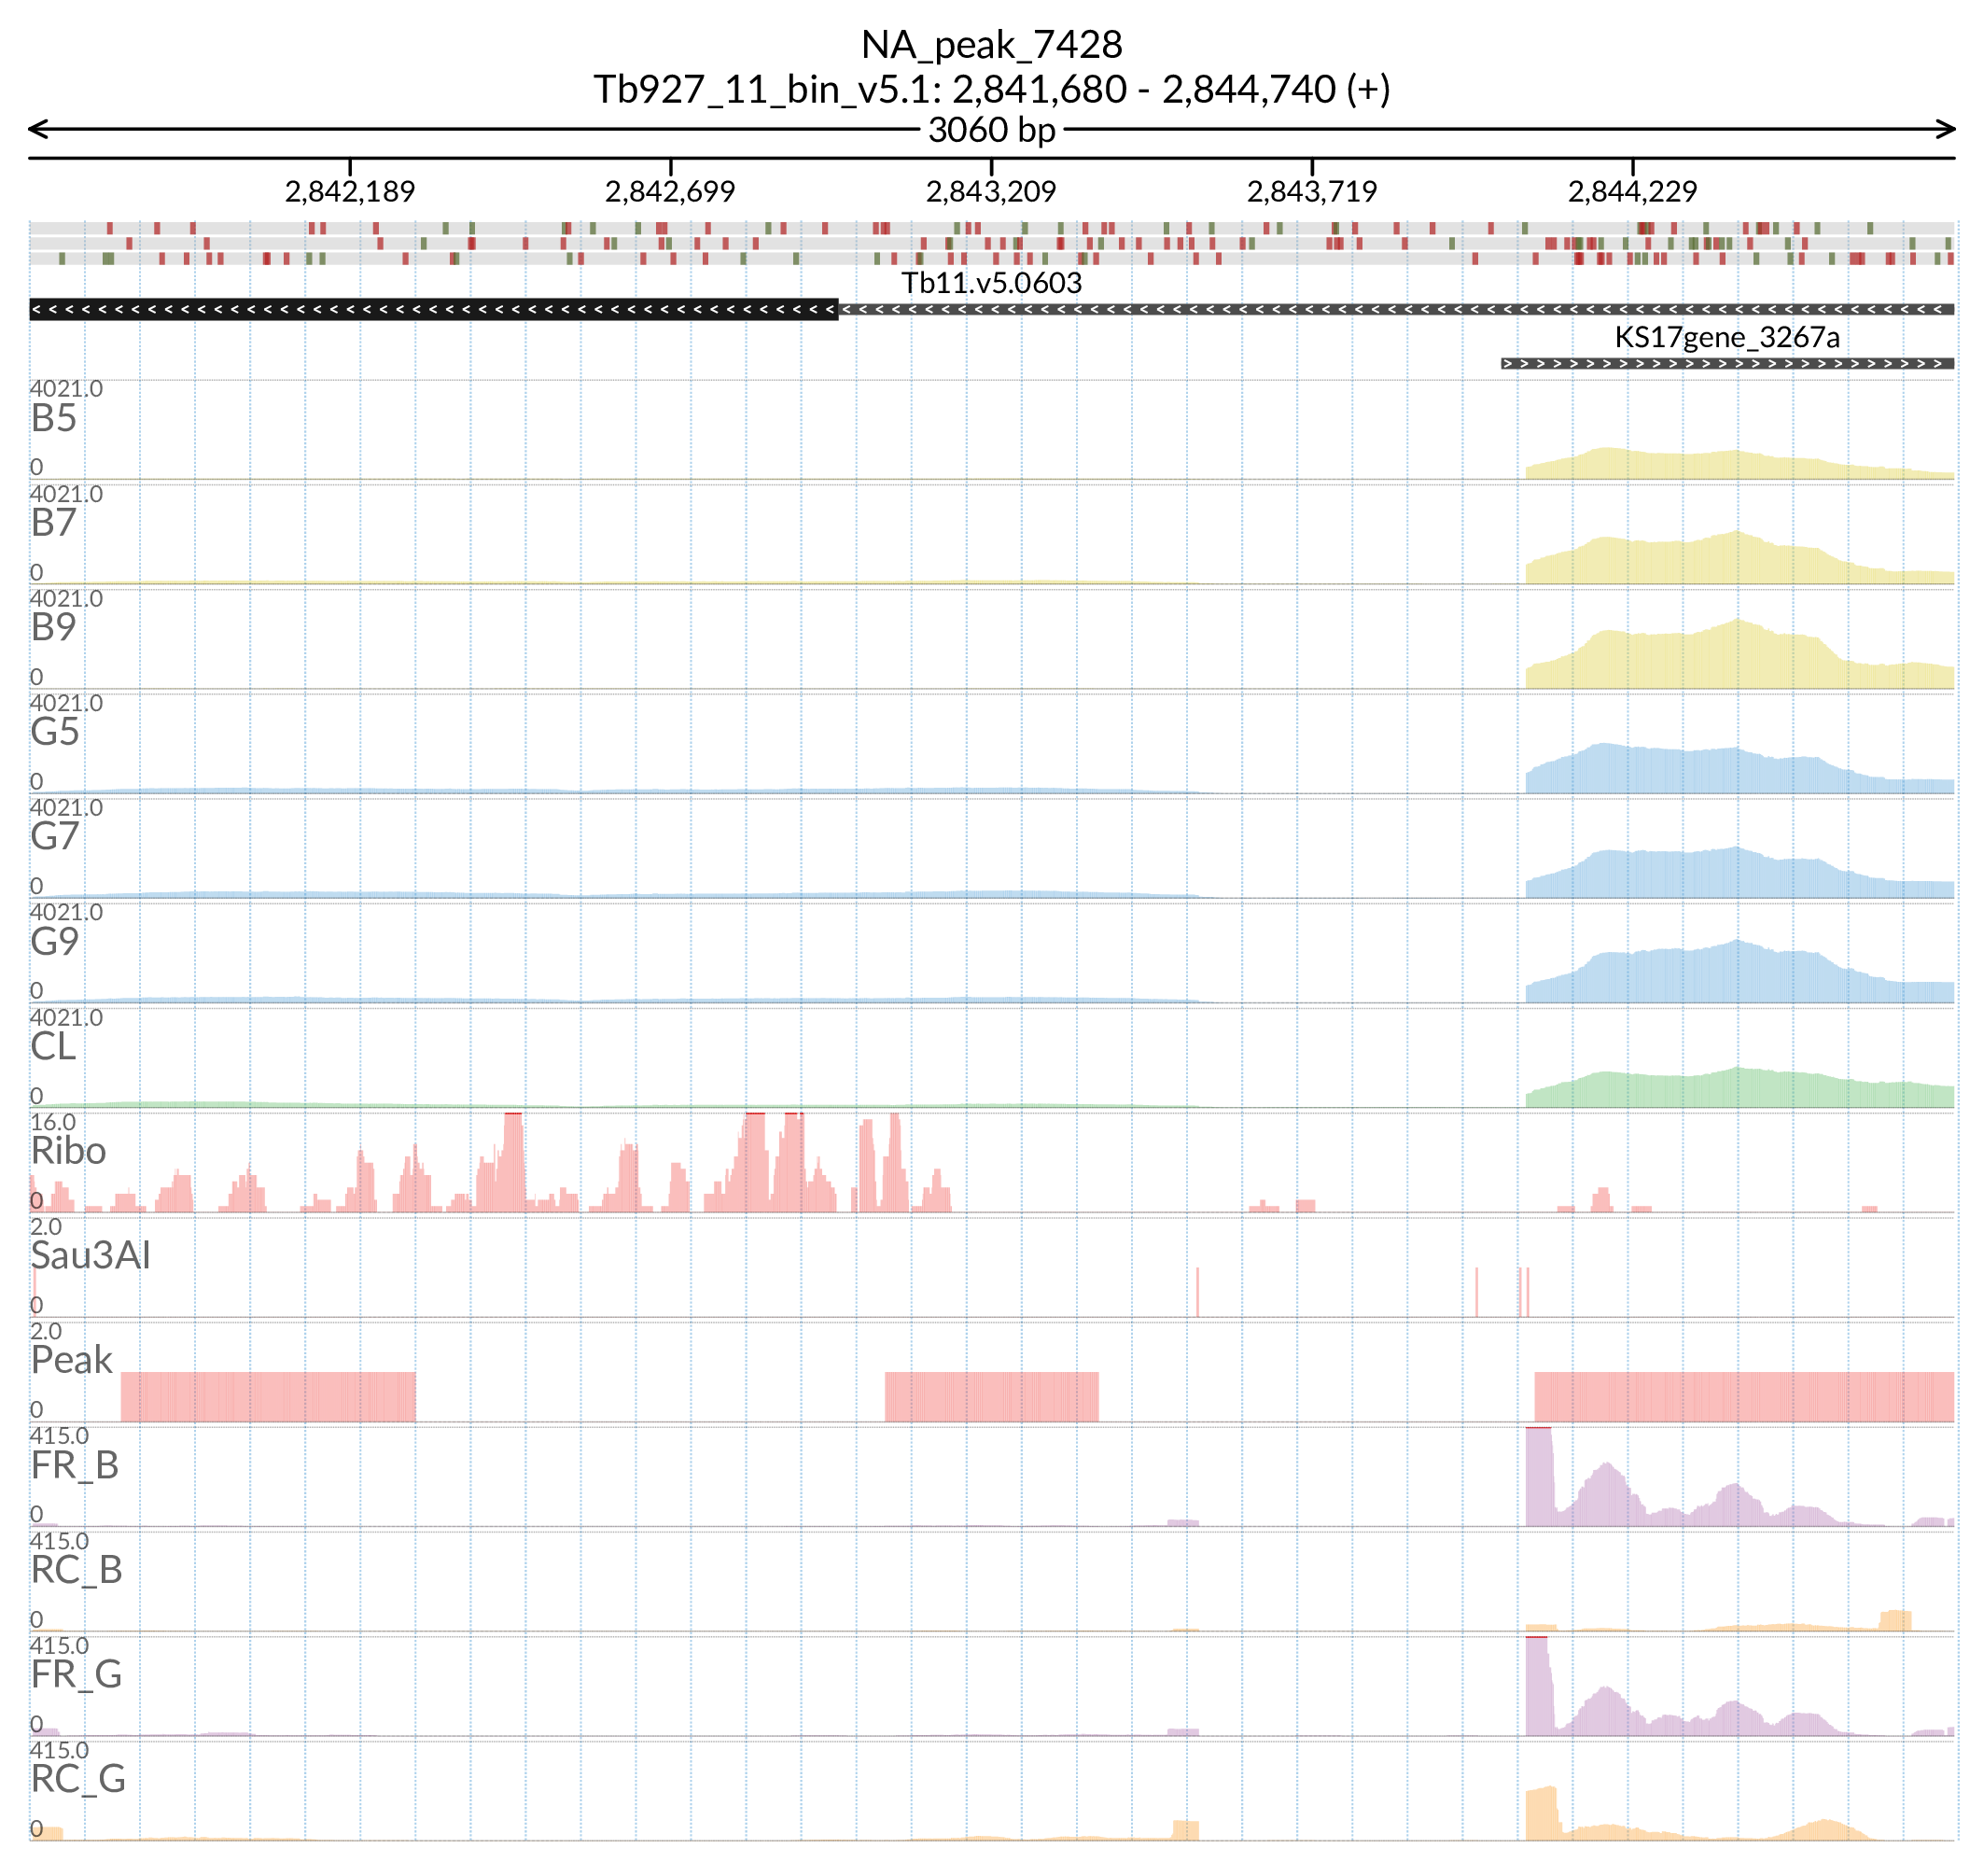 NA_peak_7428
Tb927_11_bin_v5.1: 2,841,680 - 2,844,740 (+)
3060 bp
2,842,189 2,842,699 2,843,209 2,843,719 2,844,229
Tb11.v5.0603
KS17gene_3267a
4021.0
B5
0
4021.0
B7
0
4021.0
B9
0
4021.0
G5
0
4021.0
G7
0
4021.0
G9
0
4021.0
CL
0
16.0
Ribo
0
2.0
Sau3AI
0
2.0
Peak
0
415.0
FR_B
0
415.0
RC_B
0
415.0
FR_G
0
415.0
RC_G
0